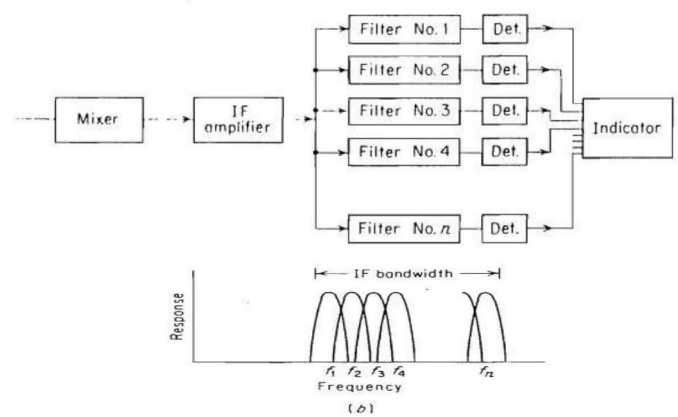 Filter No. 1 Det.
Filter No. 2 Det.
Mixer IF amplifier Filter No. 3 Det. Indicator
Filter No. 4 Det.
Filter No. n Det.
IF bandwidth
Response
f1 f2 f3 f4 fn
Frequency
(b)